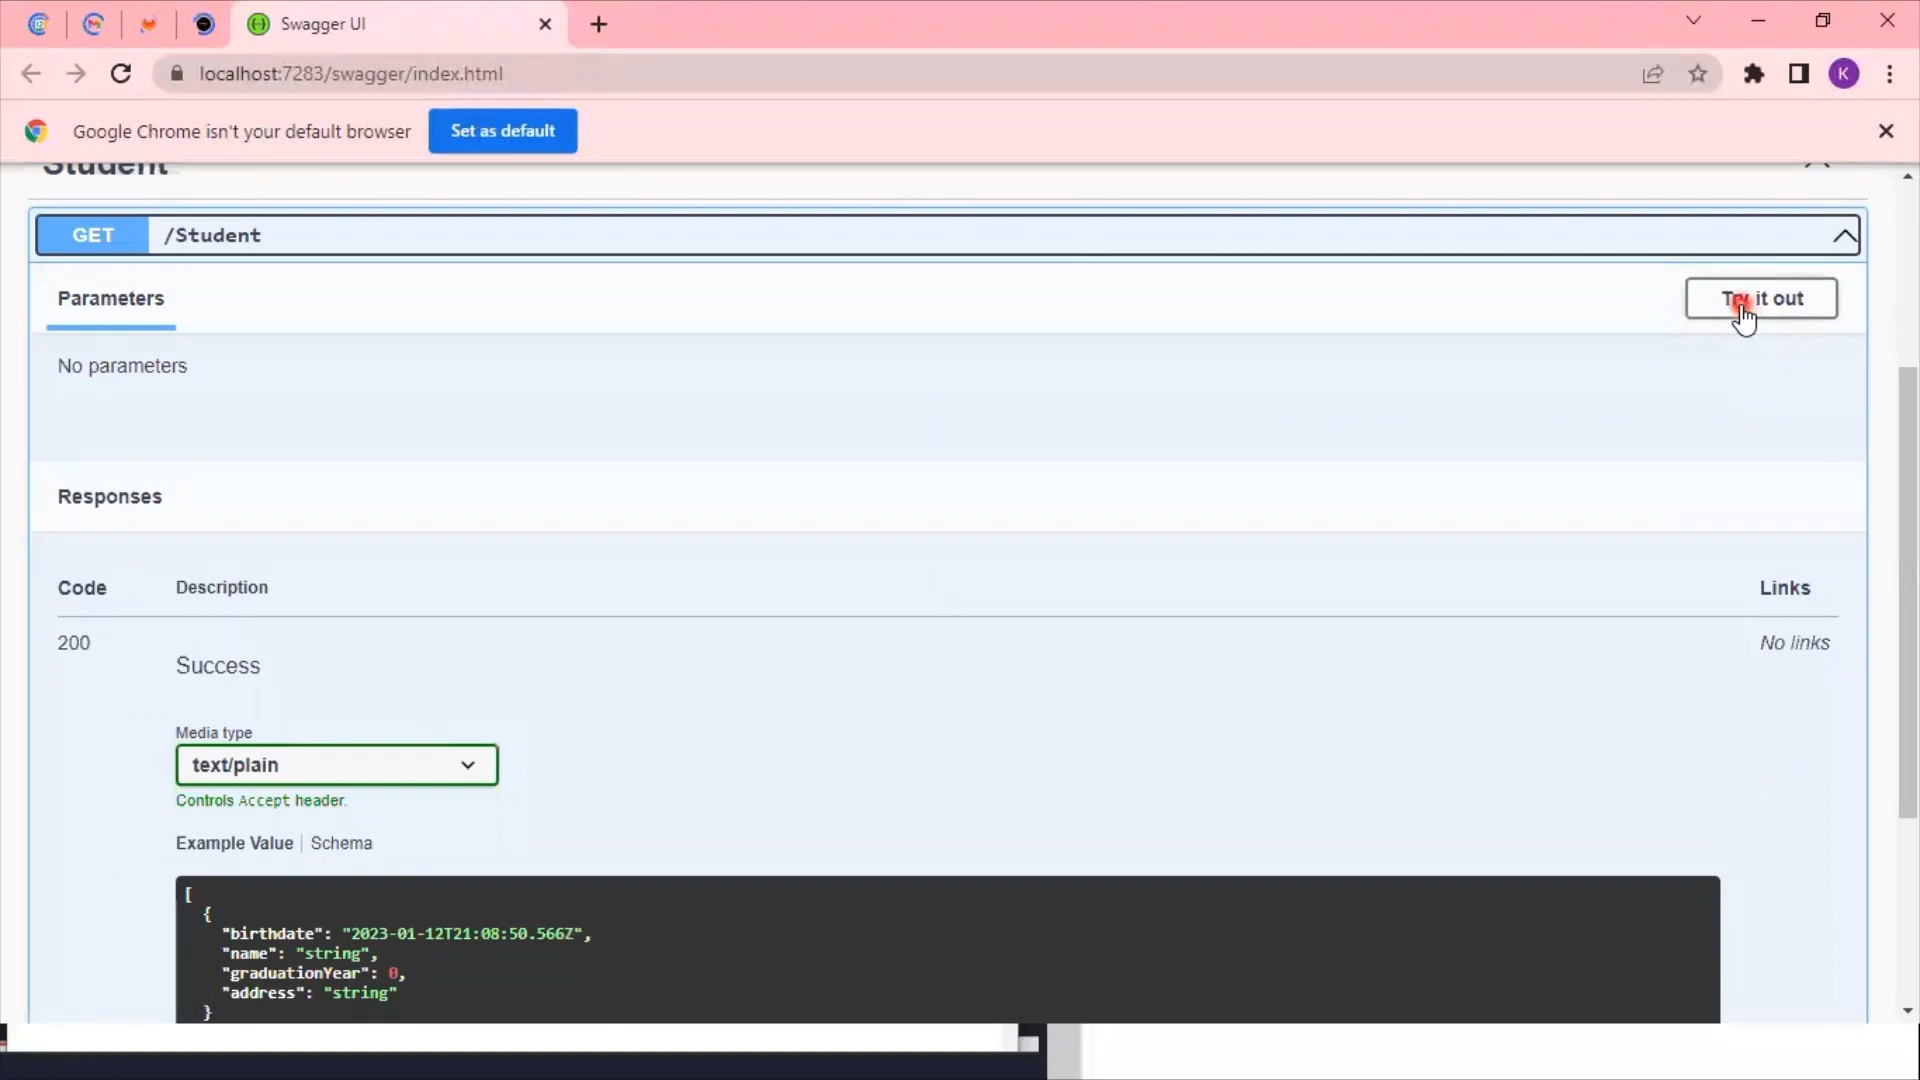 Swagger UI
localhost:7283/swagger/index.html
K
Google Chrome isn't your default browser
Set as default
Student
GET /Student
Parameters
Try it out
No parameters
Responses
Code Description Links
200 No links
Success
Media type
text/plain
Controls Accept header.
Example Value Schema
[
{
"birthdate": "2023-01-12T21:08:50.566Z",
"name": "string",
"graduationYear": 0,
"address": "string"
}